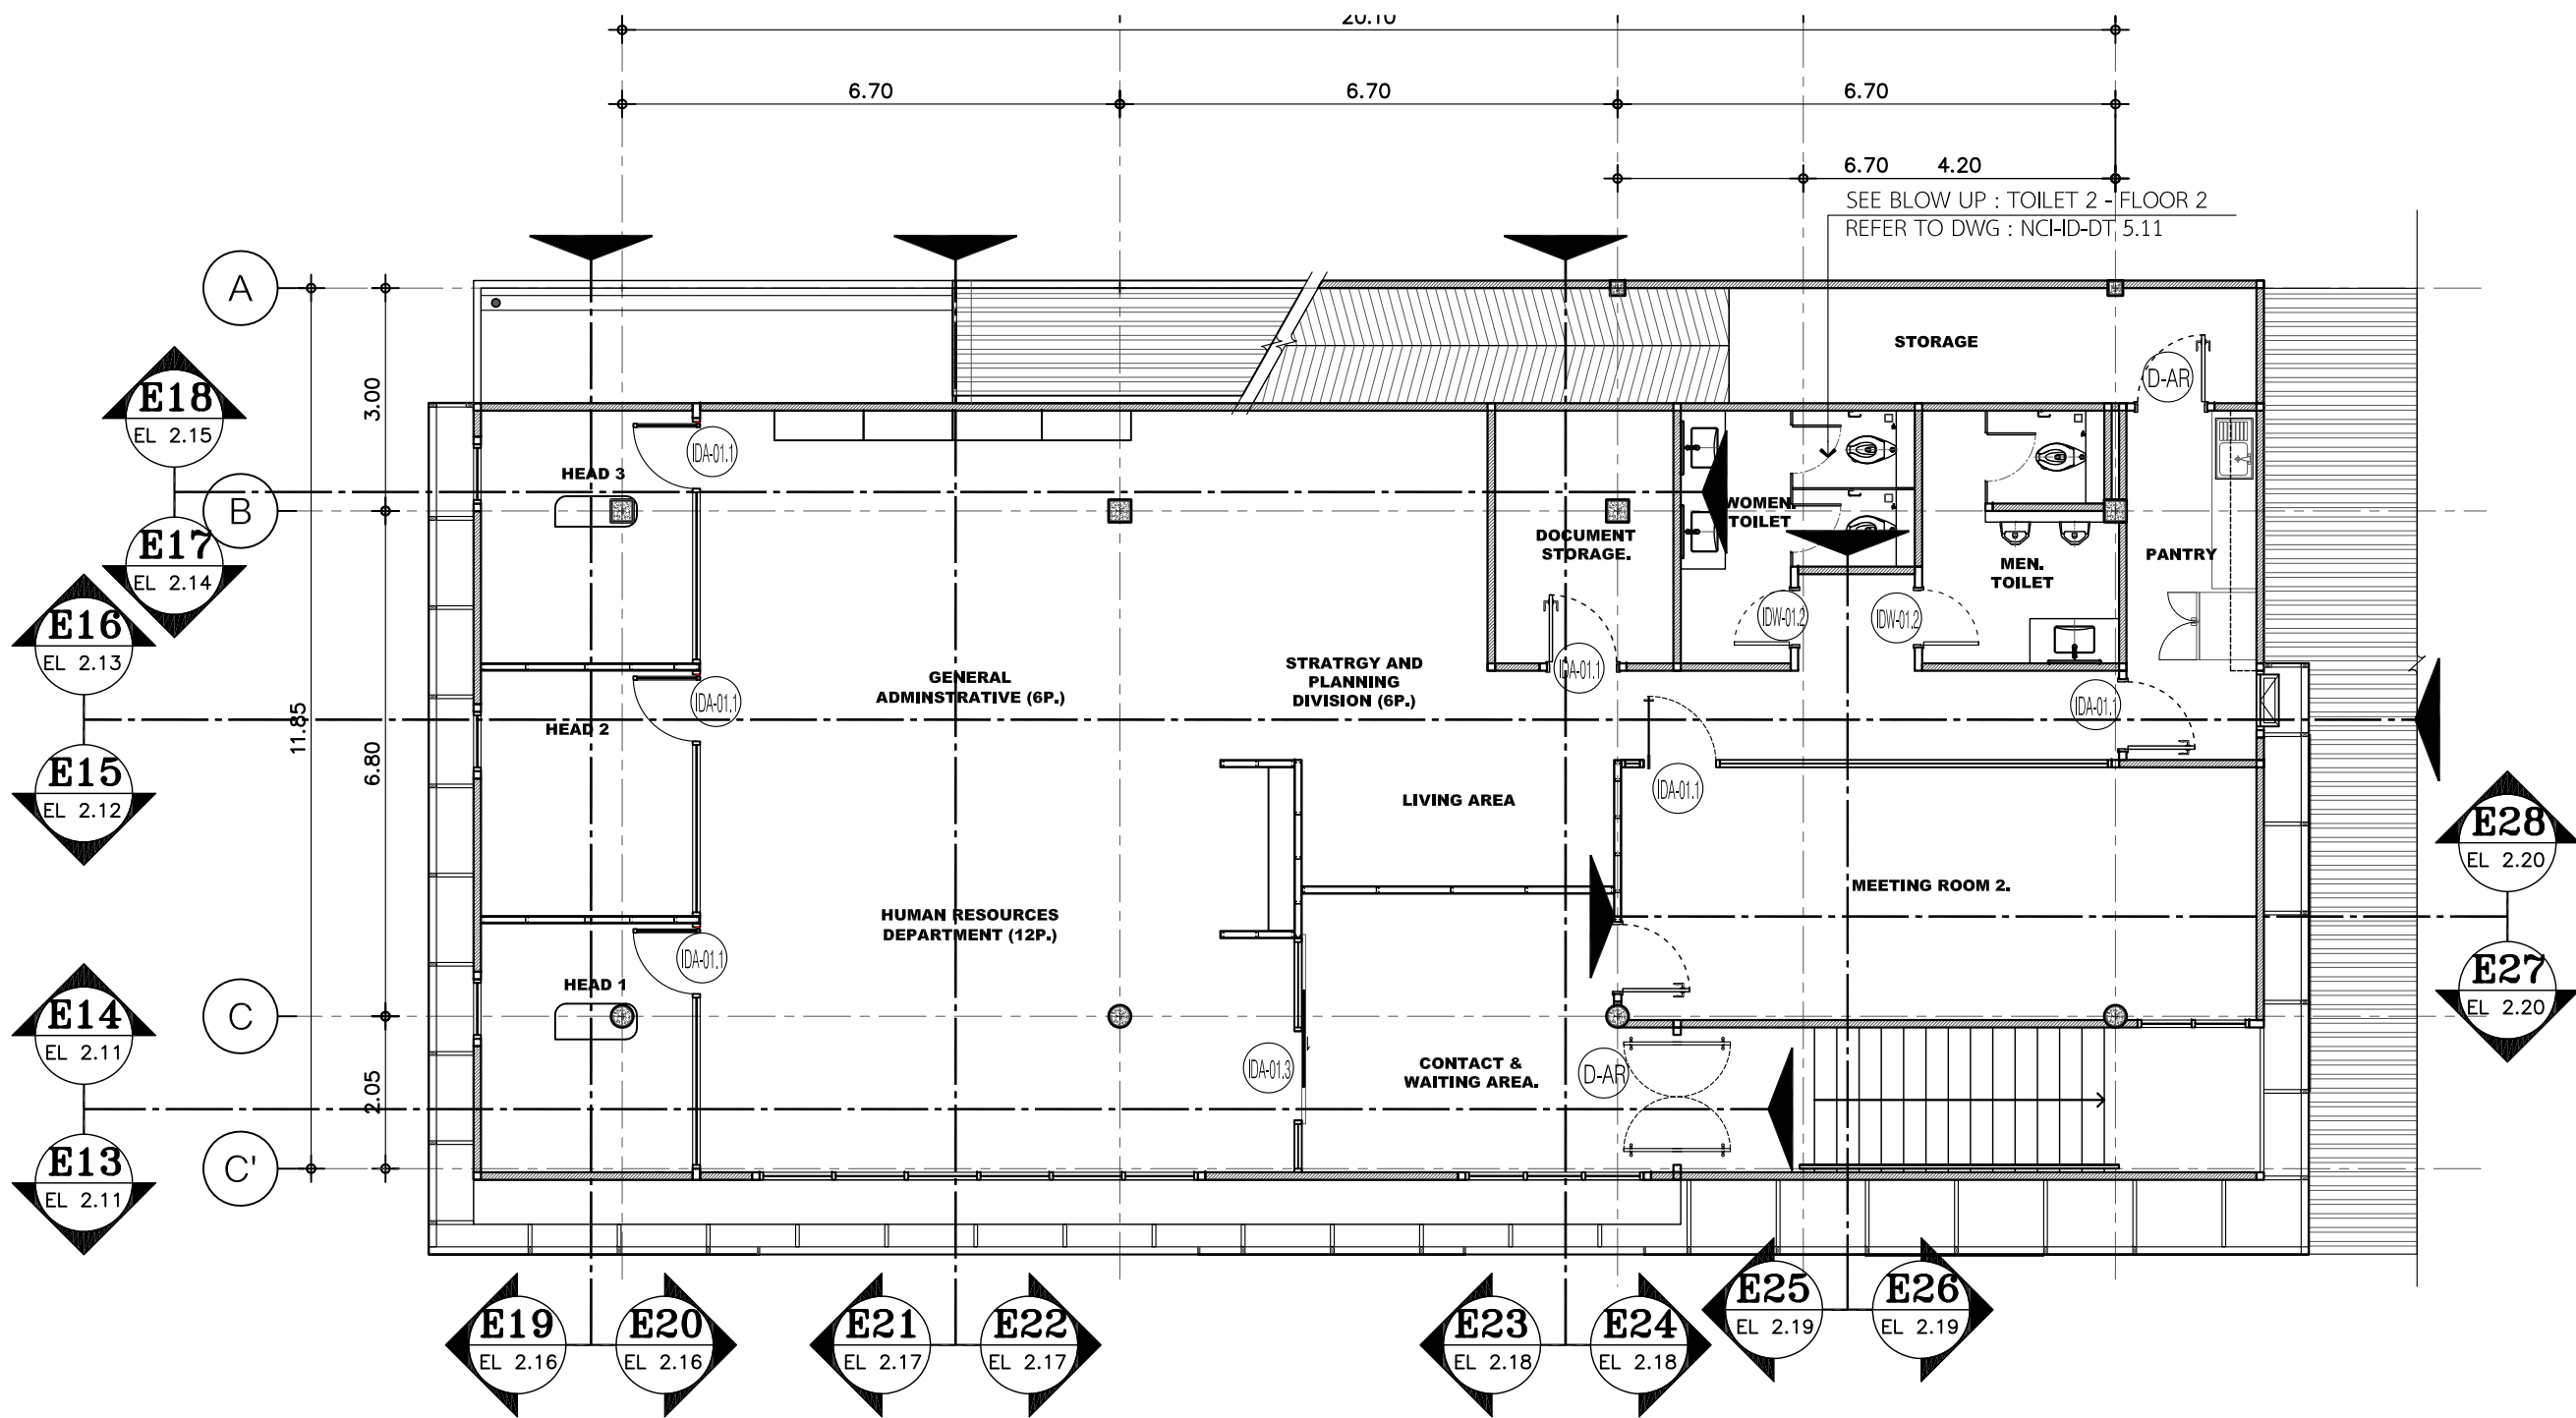 20.10
6.70
6.70
6.70
6.70
4.20
SEE BLOW UP : TOILET 2 - FLOOR 2
REFER TO DWG : NCI-ID-DT 5.11
A
STORAGE
D-AR
3.00
E18
EL 2.15
IDA-01.1
HEAD 3
B
WOMEN.
TOILET
DOCUMENT
STORAGE.
E17
EL 2.14
MEN.
TOILET
PANTRY
E16
EL 2.13
IDW-01.2
IDW-01.2
IDA-01.1
GENERAL
ADMINSTRATIVE (6P.)
STRATRGY AND
PLANNING
DIVISION (6P.)
IDA-01.1
IDA-01.1
11.85
HEAD 2
6.80
E15
EL 2.12
IDA-01.1
LIVING AREA
E28
EL 2.20
MEETING ROOM 2.
HUMAN RESOURCES
DEPARTMENT (12P.)
IDA-01.1
HEAD 1
E27
EL 2.20
E14
EL 2.11
C
CONTACT &
WAITING AREA.
IDA-01.3
D-AR
2.05
E13
EL 2.11
C'
E19
EL 2.16
E20
EL 2.16
E21
EL 2.17
E22
EL 2.17
E23
EL 2.18
E24
EL 2.18
E25
EL 2.19
E26
EL 2.19